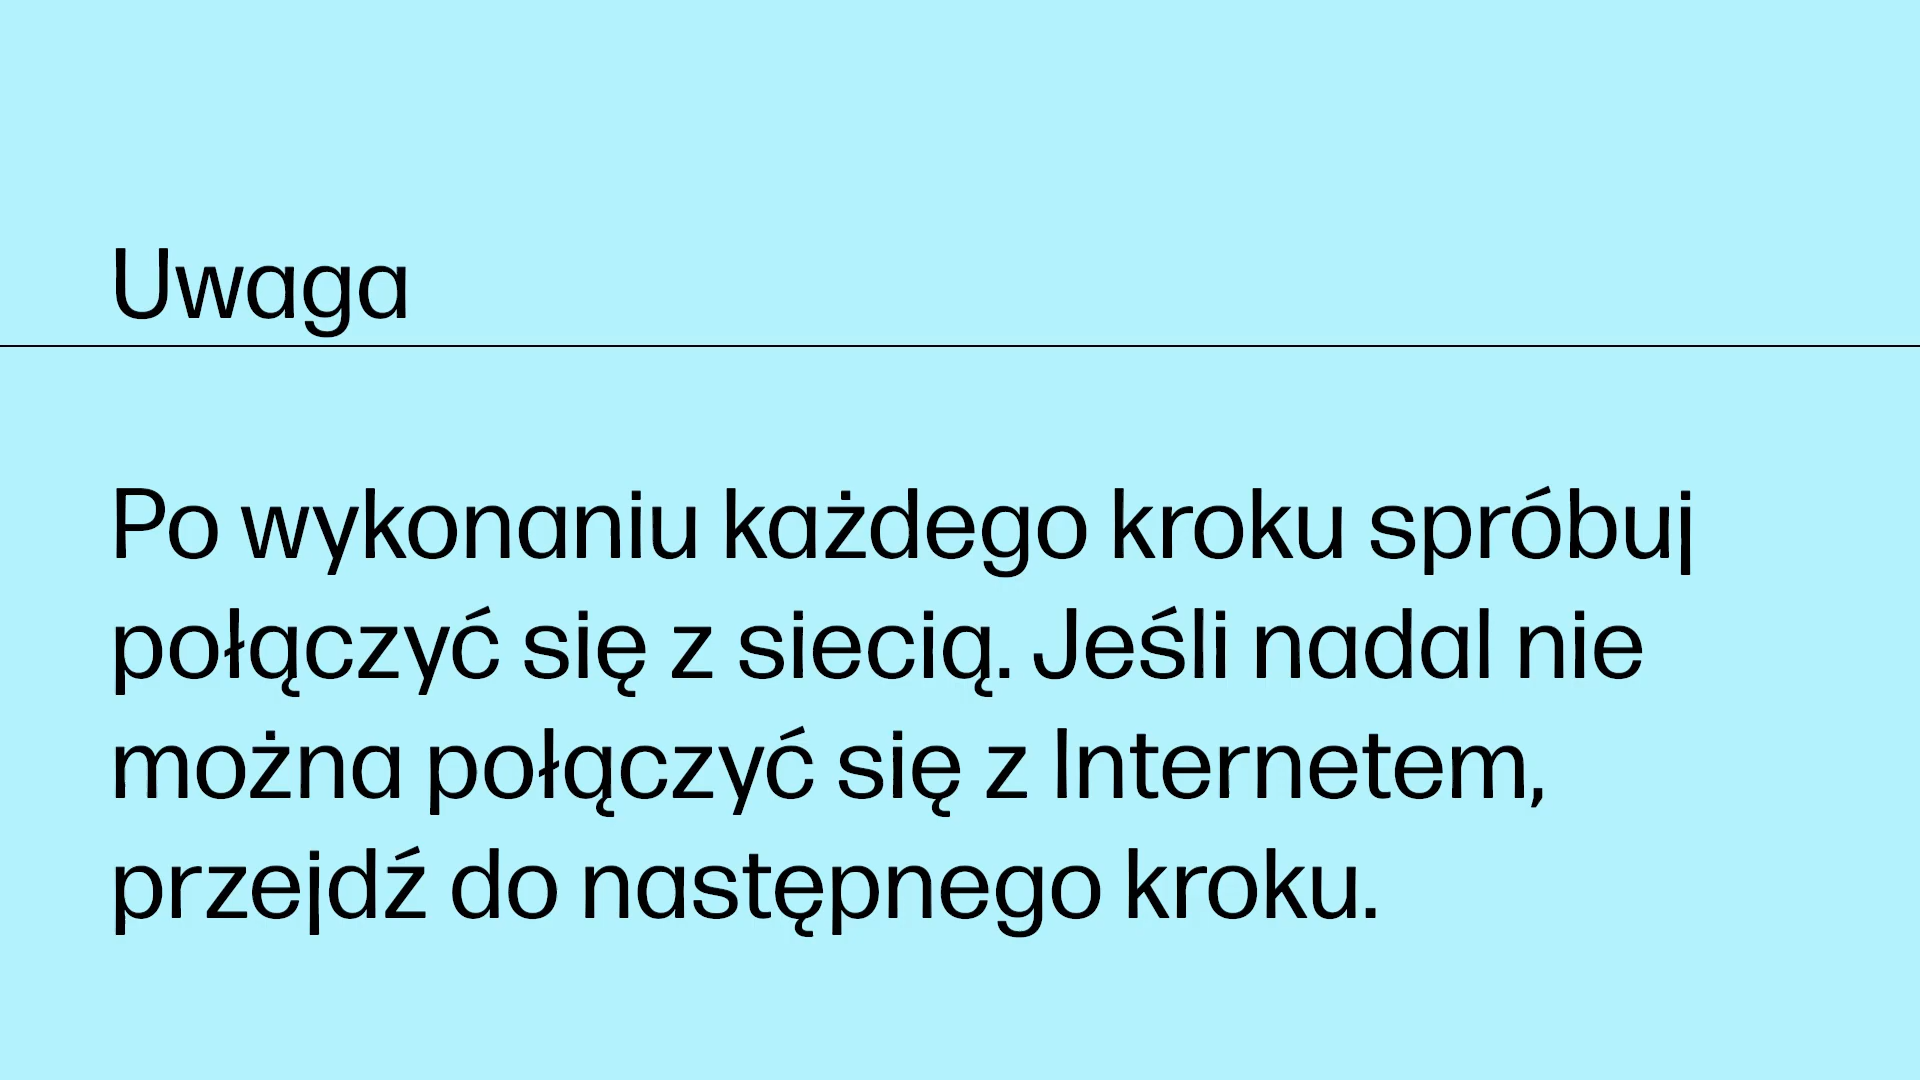 Uwaga
Po wykonaniu każdego kroku spróbuj
połączyć się z siecią. Jeśli nadal nie
można połączyć się z Internetem,
przejdź do następnego kroku.